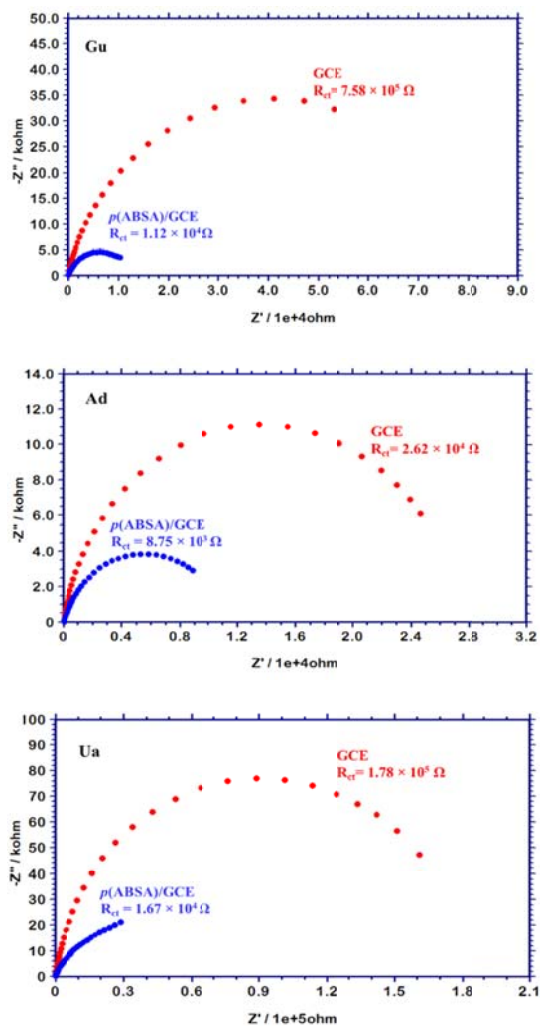 50.0
45.0
40.0
35.0
30.0
25.0
20.0
15.0
10.0
5.0
0
-Z" / kohm
Gu
GCE
Rct= 7.58 × 10⁵ Ω
p(ABSA)/GCE
Rct = 1.12 × 10⁴Ω
0 1.0 2.0 3.0 4.0 5.0 6.0 7.0 8.0 9.0
Z' / 1e+4ohm
14.0
12.0
10.0
8.0
6.0
4.0
2.0
0
-Z" / kohm
Ad
GCE
Rct= 2.62 × 10⁴ Ω
p(ABSA)/GCE
Rct = 8.75 × 10³ Ω
0 0.4 0.8 1.2 1.6 2.0 2.4 2.8 3.2
Z' / 1e+4ohm
100
90
80
70
60
50
40
30
20
10
0
-Z" / kohm
Ua
GCE
Rct= 1.78 × 10⁵ Ω
p(ABSA)/GCE
Rct = 1.67 × 10⁴ Ω
0 0.3 0.6 0.9 1.2 1.5 1.8 2.1
Z' / 1e+5ohm